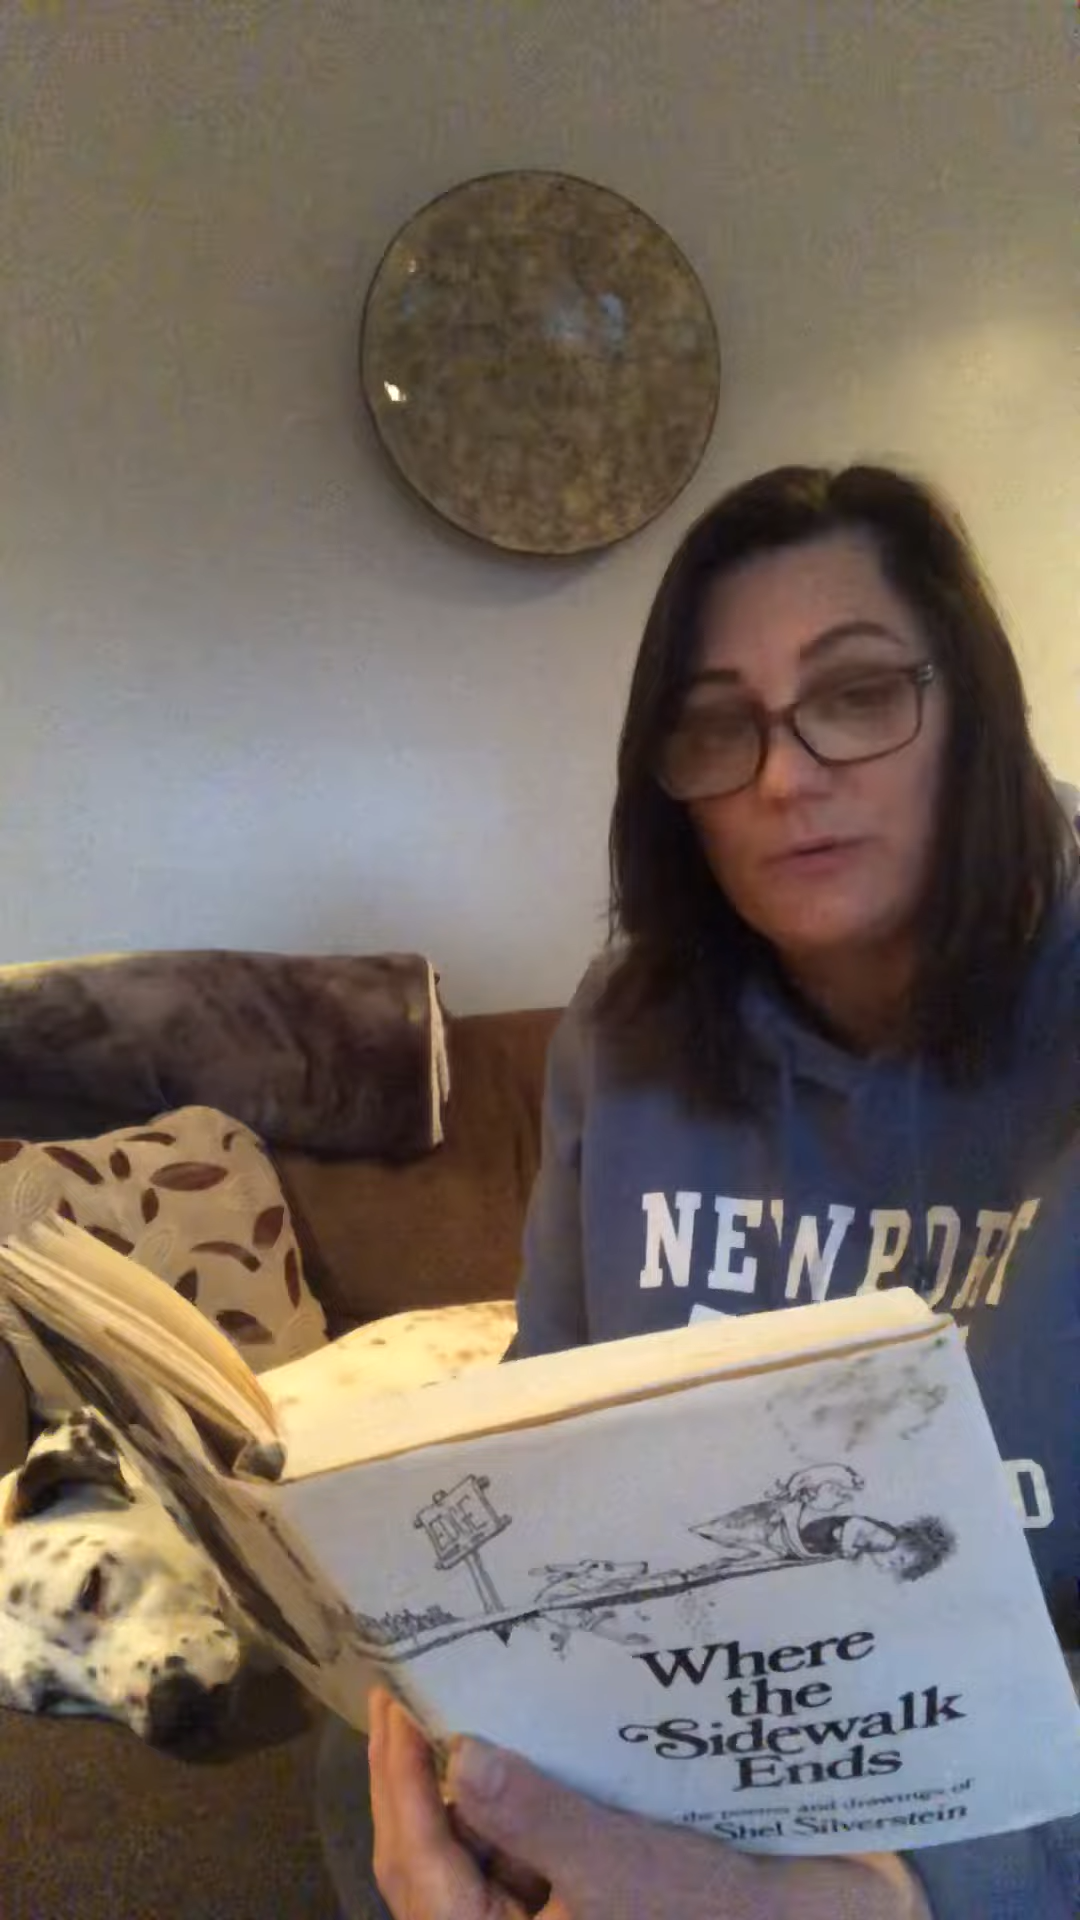 NEWPORT
EDGE
Where
the
Sidewalk
Ends
the poems and drawings of
Shel Silverstein